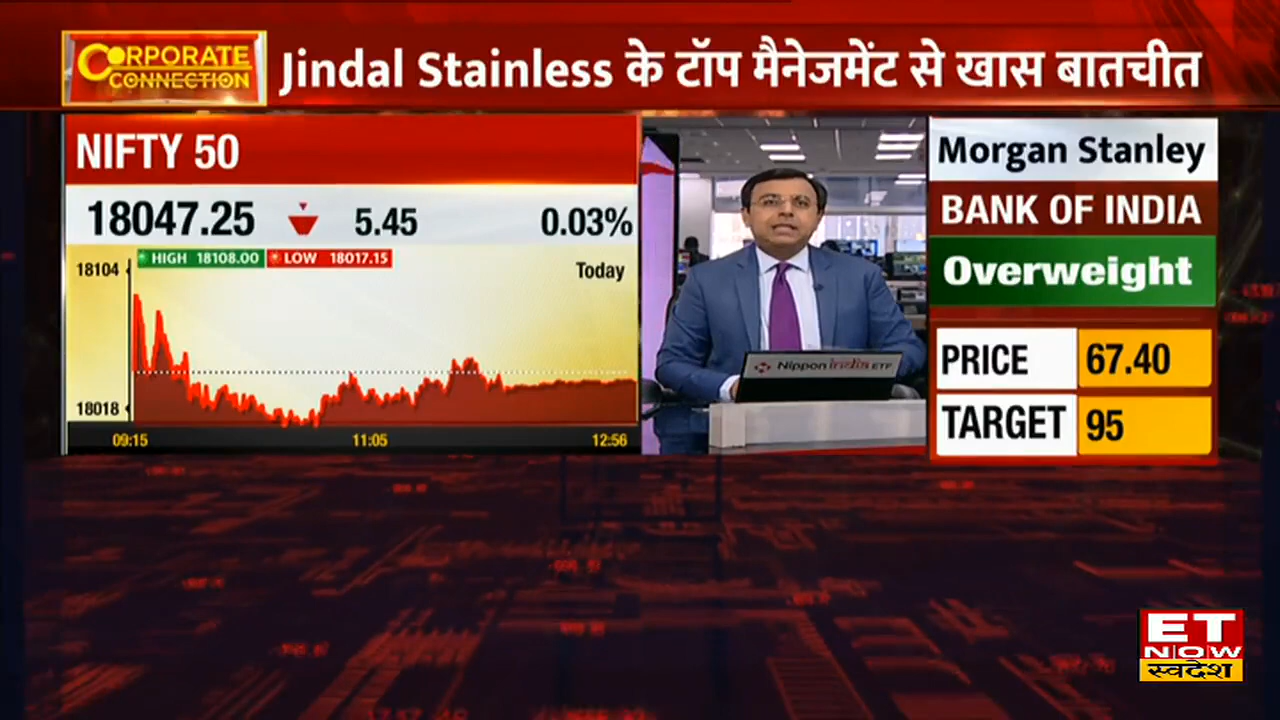 CORPORATE
CONNECTION
Jindal Stainless के टॉप मैनेजमेंट से खास बातचीत
NIFTY 50
18047.25 5.45 0.03%
HIGH 18108.00 LOW 18017.15
Today
18104
18018
09:15 11:05 12:56
Nippon india ETF
Morgan Stanley
BANK OF INDIA
Overweight
PRICE 67.40
TARGET 95
ET
NOW
स्वदेश